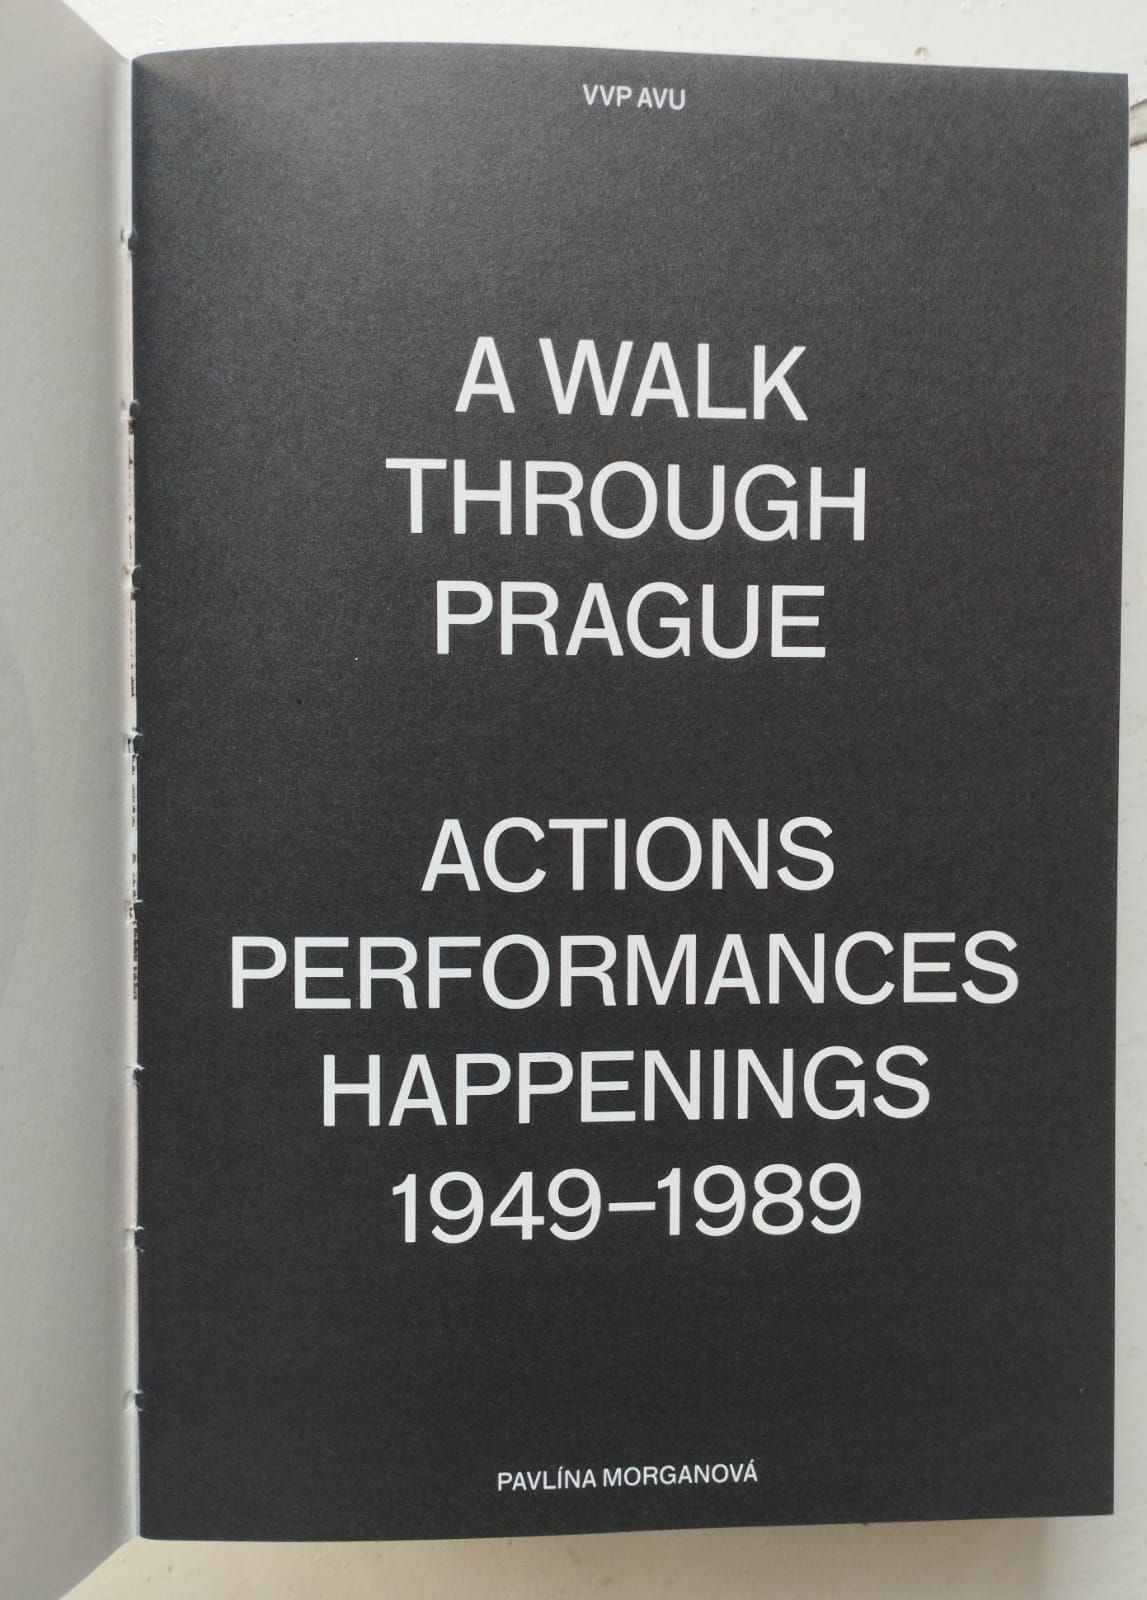 VVP AVU
A WALK
THROUGH
PRAGUE
ACTIONS
PERFORMANCES
HAPPENINGS
1949–1989
PAVLÍNA MORGANOVÁ